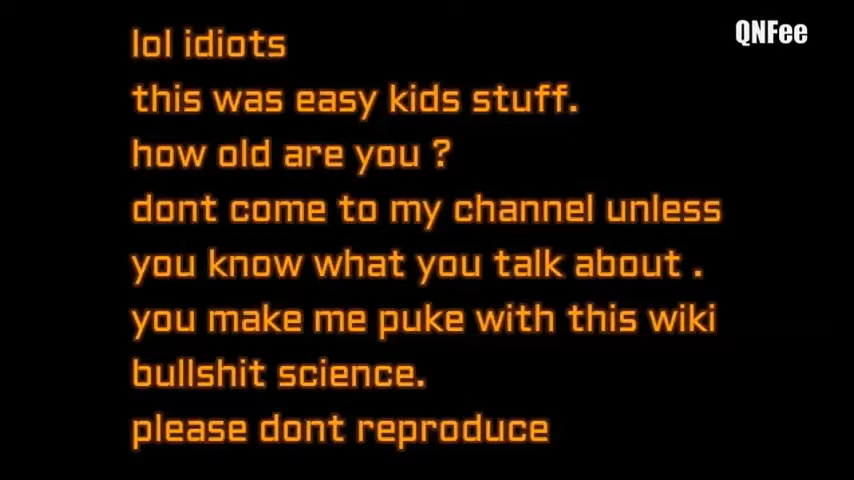 QNFee
lol idiots
this was easy kids stuff.
how old are you ?
dont come to my channel unless
you know what you talk about .
you make me puke with this wiki
bullshit science.
please dont reproduce